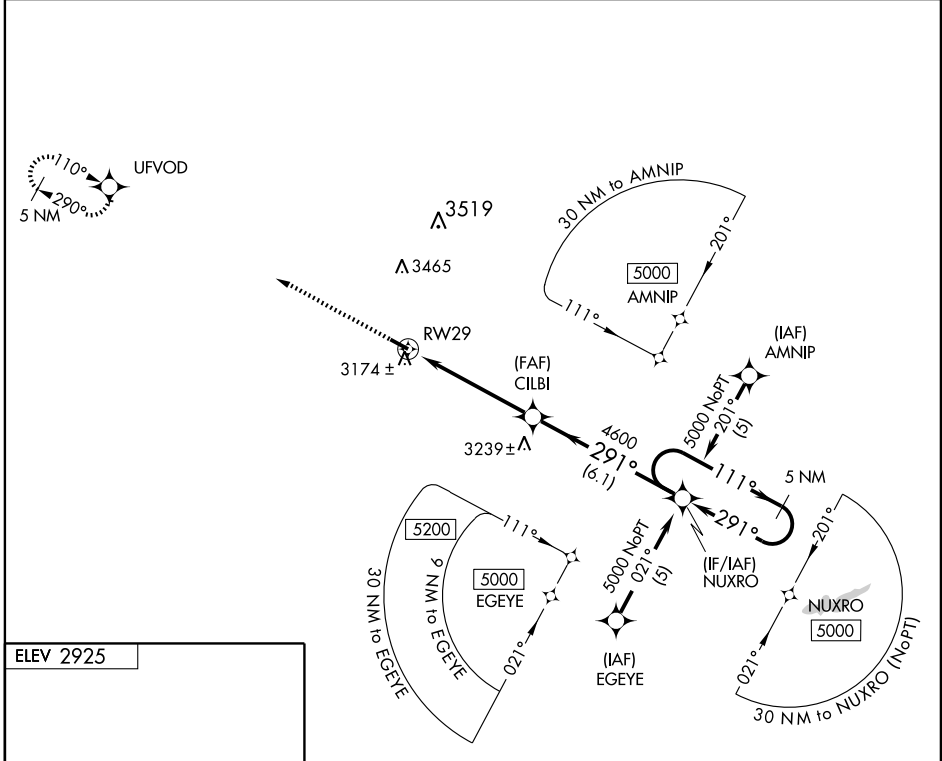 UFVOD
110°
290°
5 NM
3519
3465
RW29
3174 ±
(FAF)
CILBI
3239±
4600
291°
(6.1)
30 NM to AMNIP
201°
5000
AMNIP
111°
(IAF)
AMNIP
5000 NoPT
201°
(5)
111°
5 NM
291°
(IF/IAF)
NUXRO
5000 NoPT
021°
(5)
(IAF)
EGEYE
111°
5200
5000
EGEYE
9 NM to EGEYE
30 NM to EGEYE
021°
201°
NUXRO
5000
021°
30 NM to NUXRO (NoPT)
ELEV 2925